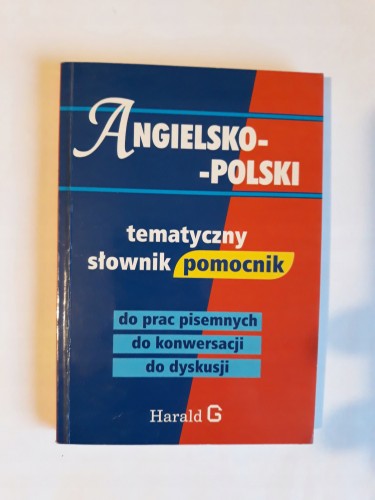 ANGIELSKO-
-POLSKI
tematyczny
słownik pomocnik
do prac pisemnych
do konwersacji
do dyskusji
Harald G